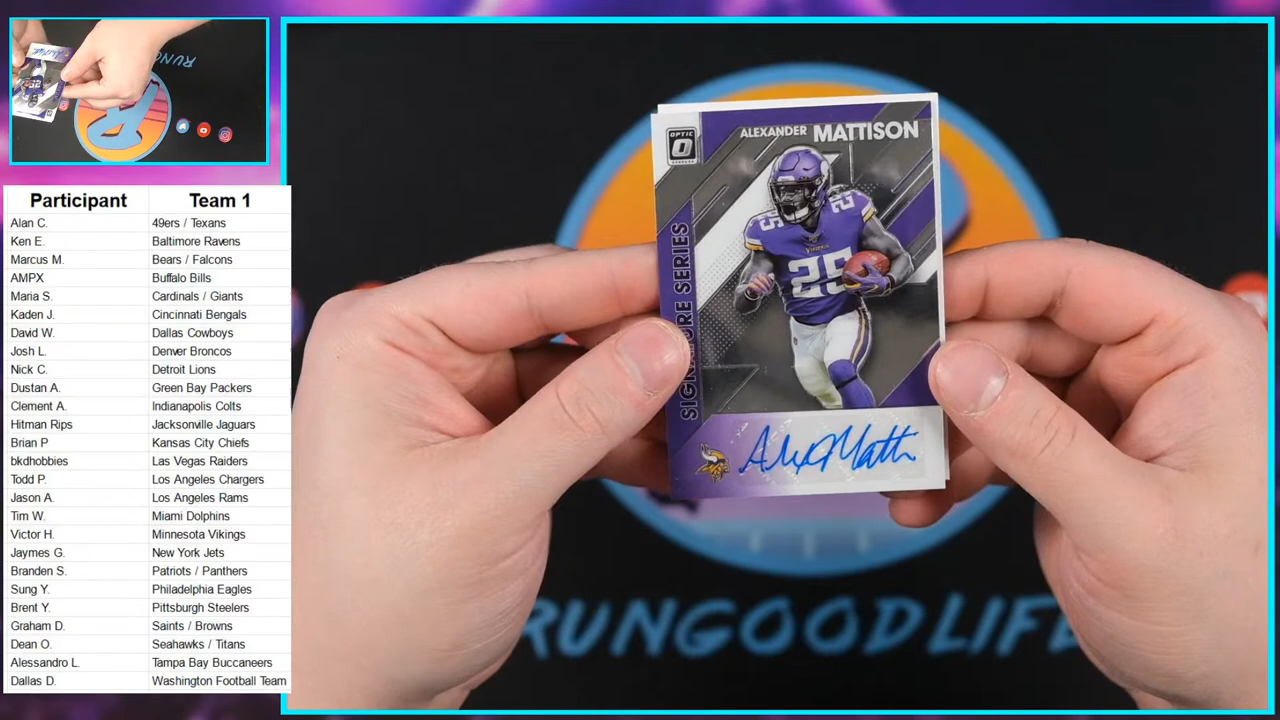 Participant Team 1
Alan C. 49ers / Texans
Ken E. Baltimore Ravens
Marcus M. Bears / Falcons
AMPX Buffalo Bills
Maria S. Cardinals / Giants
Kaden J. Cincinnati Bengals
David W. Dallas Cowboys
Josh L. Denver Broncos
Nick C. Detroit Lions
Dustan A. Green Bay Packers
Clement A. Indianapolis Colts
Hitman Rips Jacksonville Jaguars
Brian P Kansas City Chiefs
bkdhobbies Las Vegas Raiders
Todd P. Los Angeles Chargers
Jason A. Los Angeles Rams
Tim W. Miami Dolphins
Victor H. Minnesota Vikings
Jaymes G. New York Jets
Branden S. Patriots / Panthers
Sung Y. Philadelphia Eagles
Brent Y. Pittsburgh Steelers
Graham D. Saints / Browns
Dean O. Seahawks / Titans
Alessandro L. Tampa Bay Buccaneers
Dallas D. Washington Football Team
OPTIC
ALEXANDER MATTISON
SIGNATURE SERIES
25
25
VIKINGS
RUNGOODLIFE